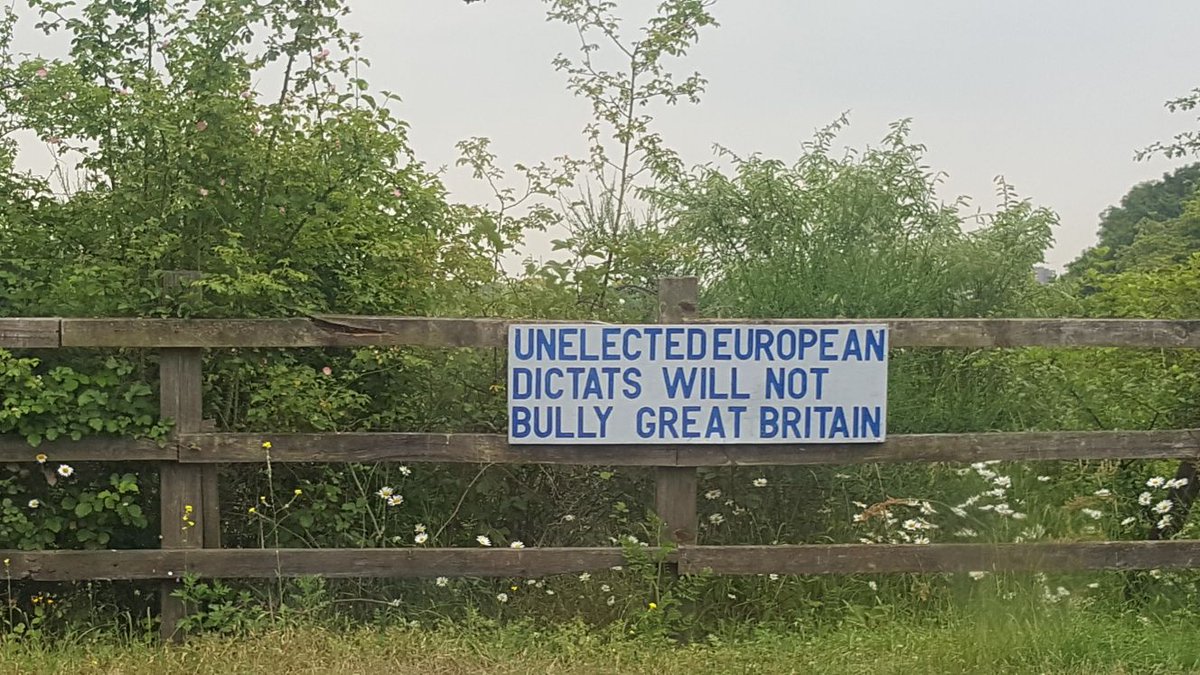 UNELECTED EUROPEAN
DICTATS WILL NOT
BULLY GREAT BRITAIN